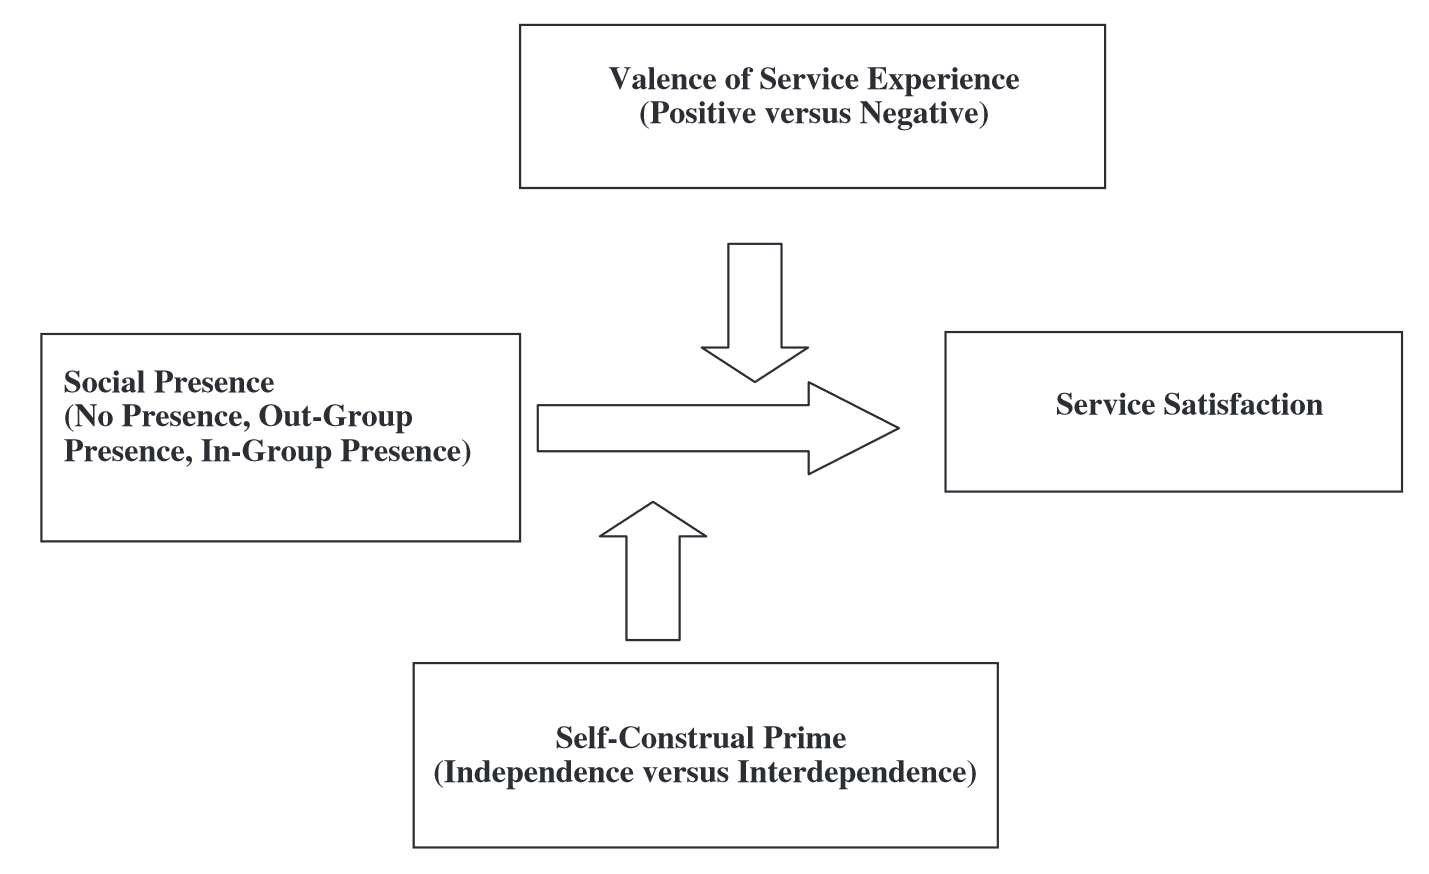 Valence of Service Experience
(Positive versus Negative)
Social Presence
(No Presence, Out-Group
Presence, In-Group Presence)
Service Satisfaction
Self-Construal Prime
(Independence versus Interdependence)